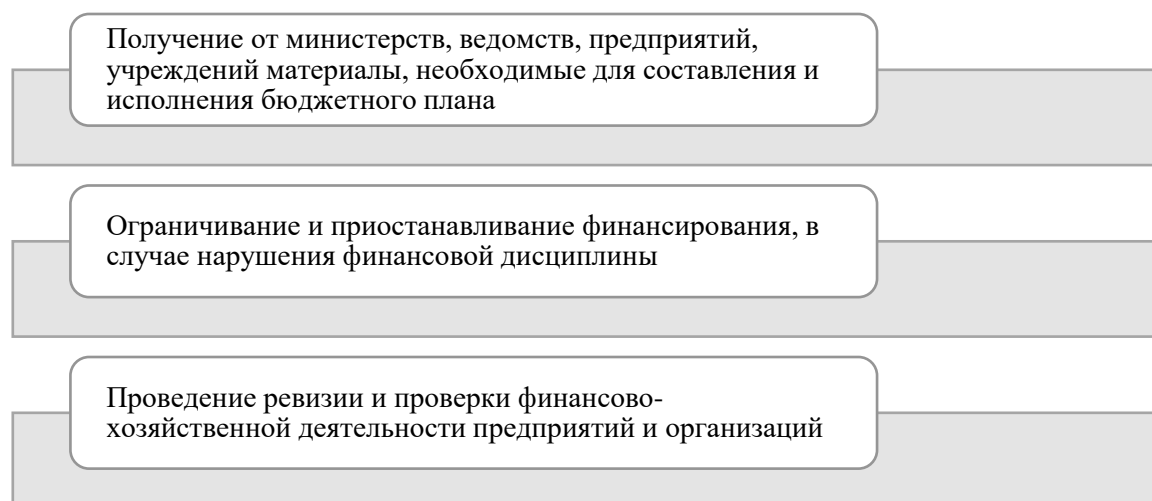 Получение от министерств, ведомств, предприятий,
учреждений материалы, необходимые для составления и
исполнения бюджетного плана
Ограничивание и приостанавливание финансирования, в
случае нарушения финансовой дисциплины
Проведение ревизии и проверки финансово-
хозяйственной деятельности предприятий и организаций